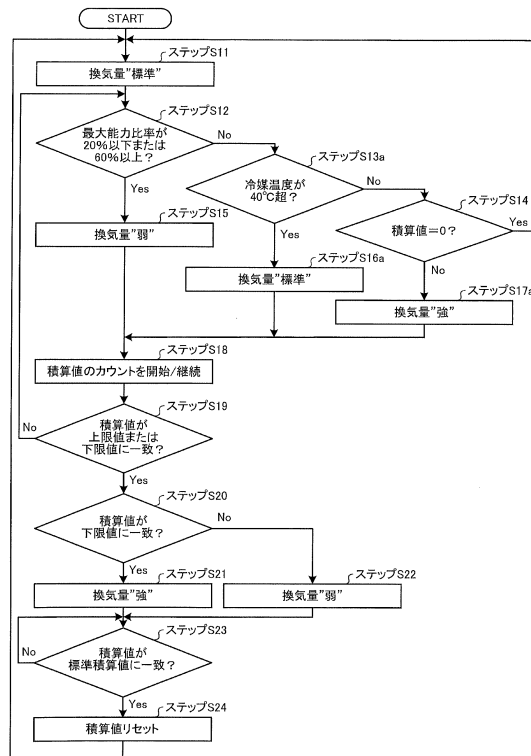 START
ステップS11
換気量"標準"
ステップS12
最大能力比率が
20%以下または
60%以上?
No
Yes
ステップS13a
冷媒温度が
40℃超?
No
Yes
ステップS14
積算値=0?
Yes
No
ステップS15
換気量"弱"
ステップS16a
換気量"標準"
ステップS17a
換気量"強"
ステップS18
積算値のカウントを開始/継続
ステップS19
積算値が
上限値または
下限値に一致?
No
Yes
ステップS20
積算値が
下限値に一致?
No
Yes
ステップS21
換気量"強"
ステップS22
換気量"弱"
ステップS23
積算値が
標準積算値に一致?
No
Yes
ステップS24
積算値リセット